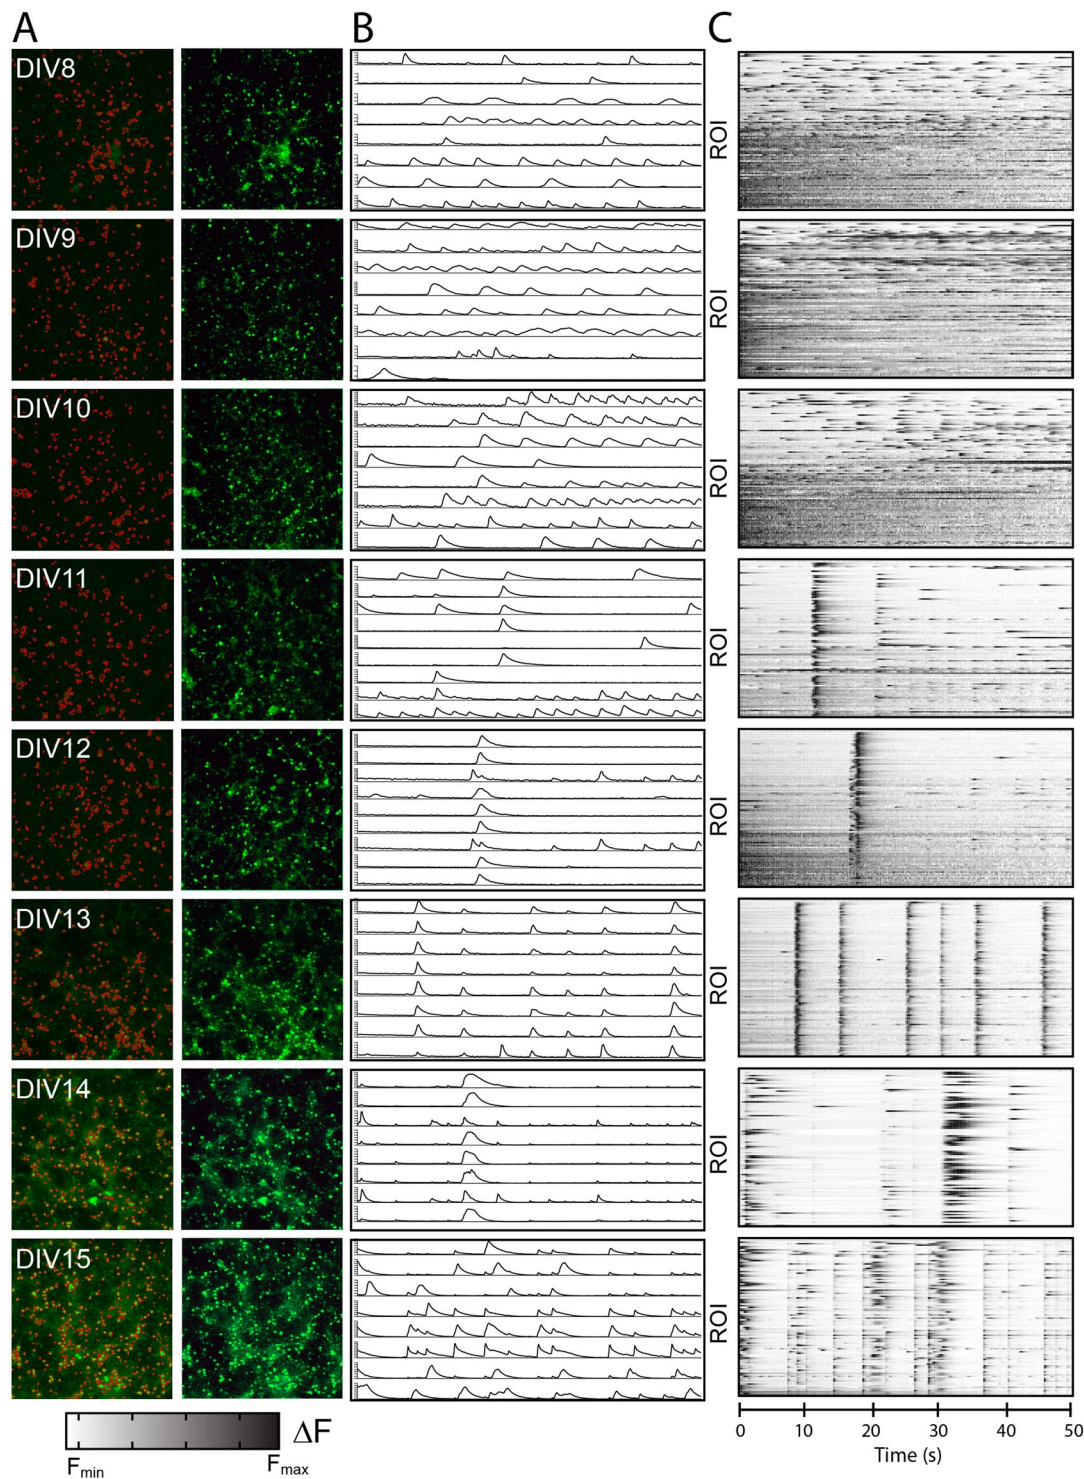 A B C
DIV8
ROI
DIV9
ROI
DIV10
ROI
DIV11
ROI
DIV12
ROI
DIV13
ROI
DIV14
ROI
DIV15
ROI
ΔF
Fmin Fmax
0 10 20 30 40 50
Time (s)